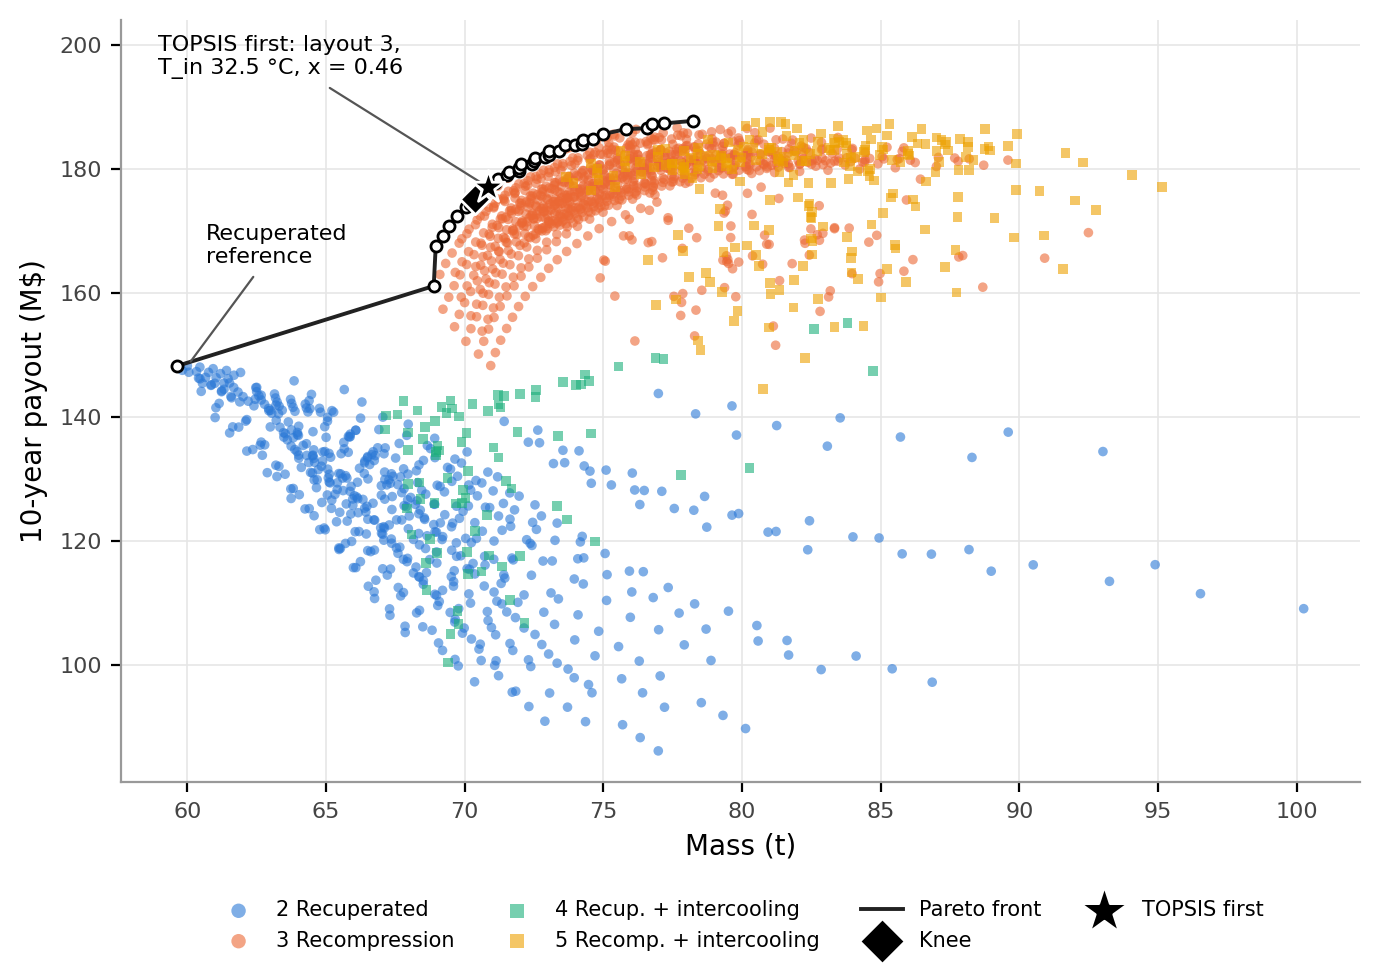 TOPSIS first: layout 3,
T_in 32.5 °C, x = 0.46
Recuperated
reference
10-year payout (M$)
200
180
160
140
120
100
60 65 70 75 80 85 90 95 100
Mass (t)
2 Recuperated
3 Recompression
4 Recup. + intercooling
5 Recomp. + intercooling
Pareto front
Knee
TOPSIS first